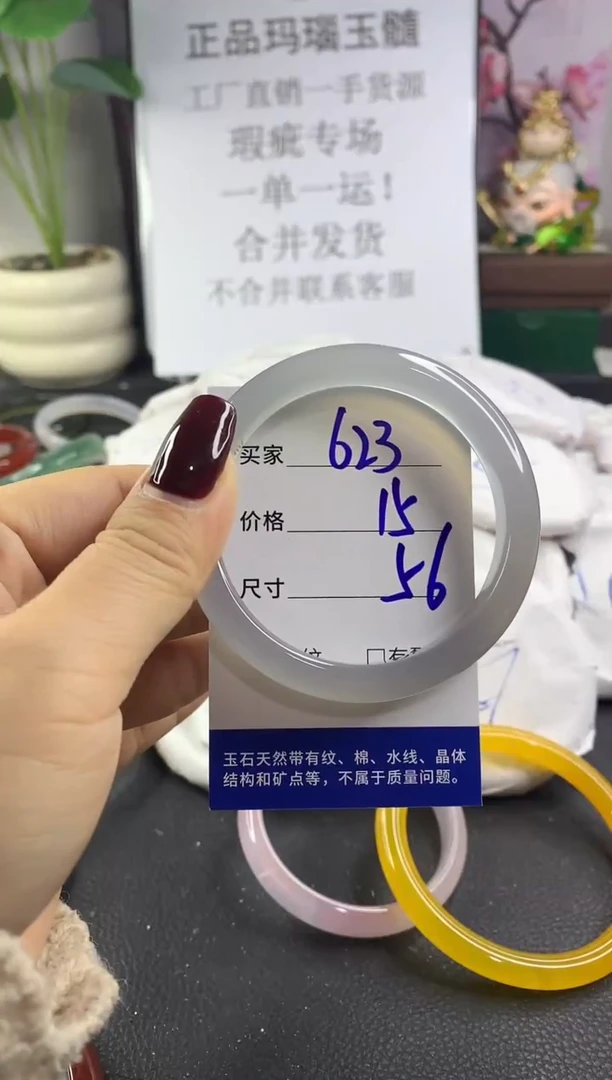 正品玛瑙玉髓
工厂直销一手货源
瑕疵专场
一单一运！
合并发货
不合并联系客服
买家 623
价格 15
尺寸 56
纹 □有
玉石天然带有纹、棉、水线、晶体
结构和矿点等，不属于质量问题。